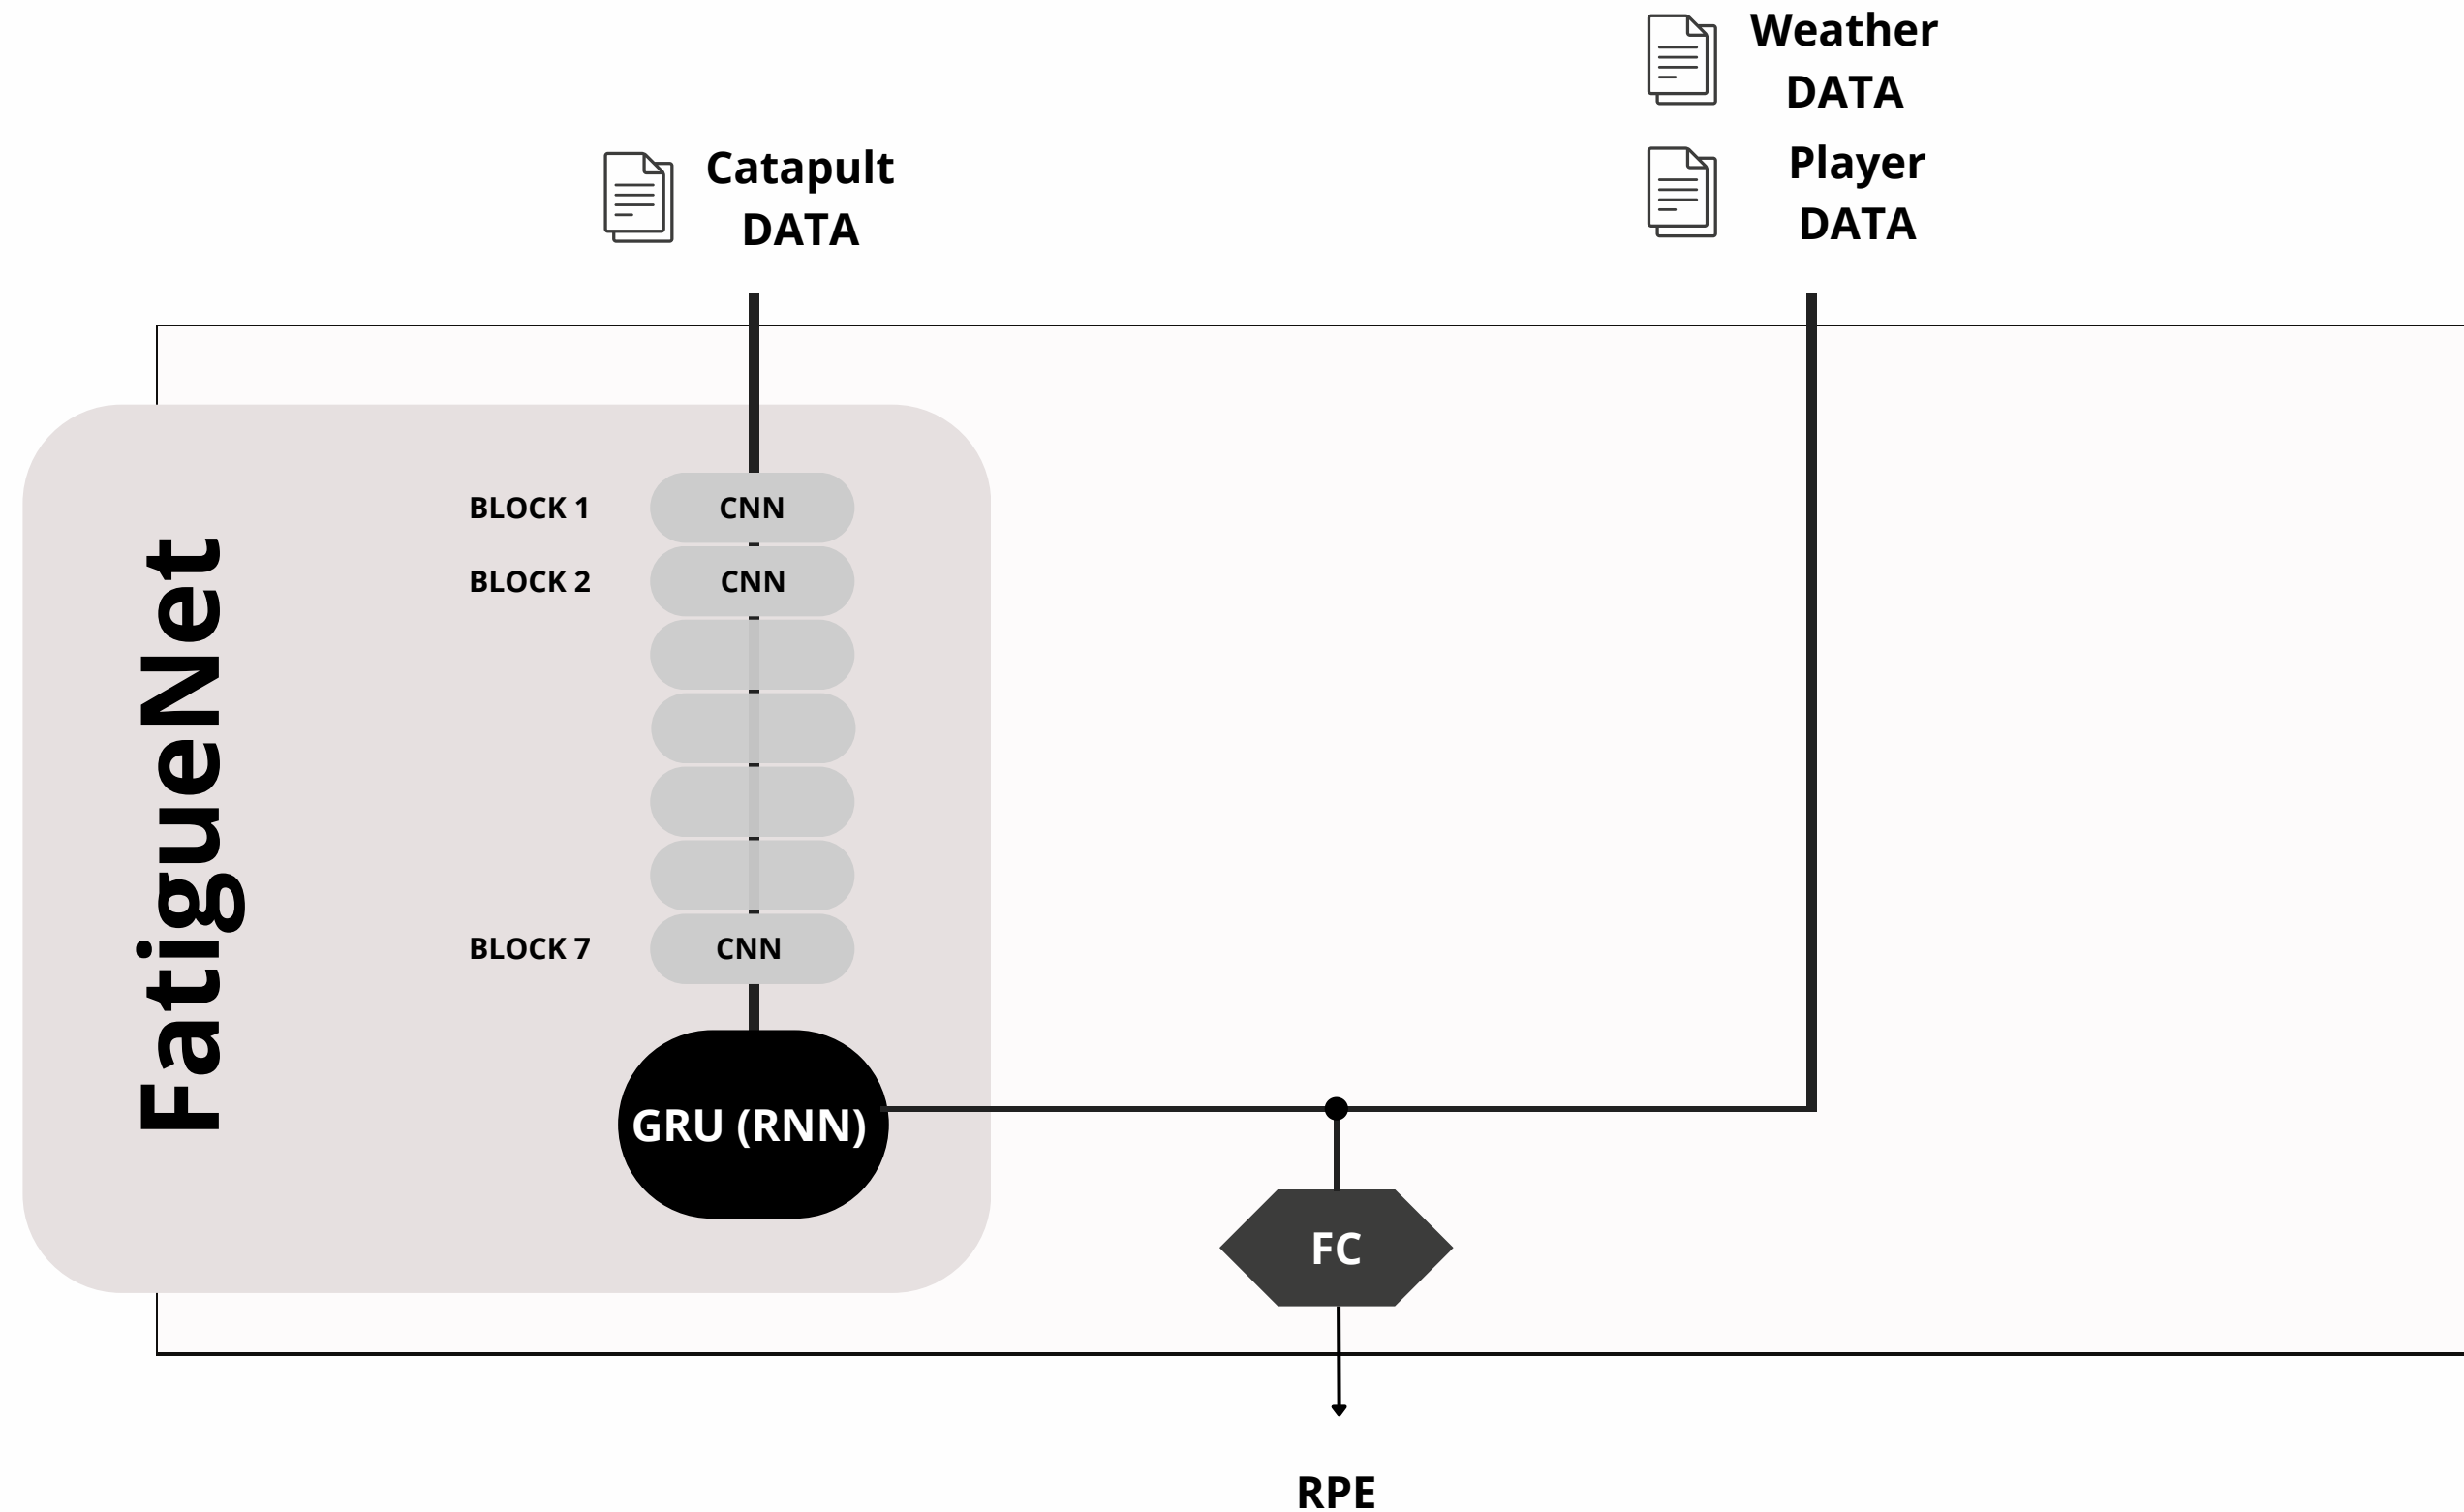 Weather
DATA
Catapult
DATA
Player
DATA
FatigueNet
BLOCK 1
CNN
BLOCK 2
CNN
BLOCK 7
CNN
GRU (RNN)
FC
RPE